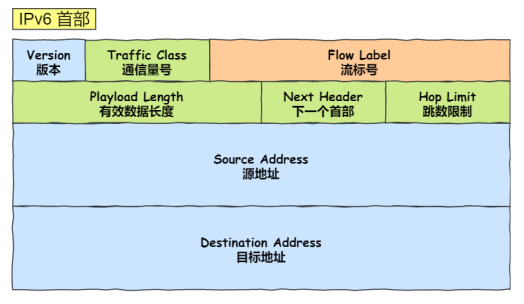 IPv6 首部
Version
版本
Traffic Class
通信量号
Flow Label
流标号
Playload Length
有效数据长度
Next Header
下一个首部
Hop Limit
跳数限制
Source Address
源地址
Destination Address
目标地址